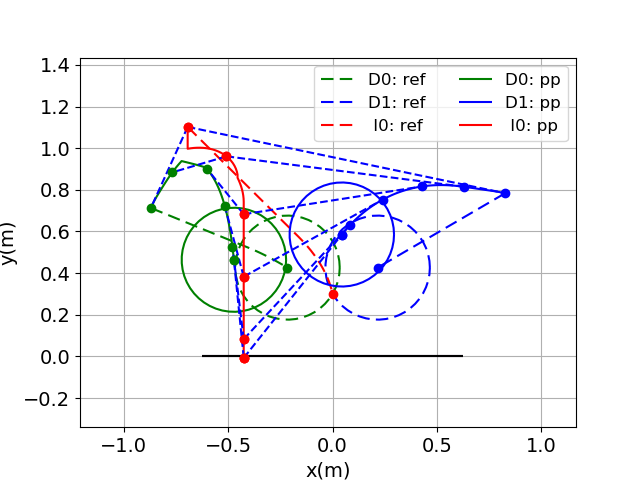 1.4
1.2
1.0
0.8
0.6
0.4
0.2
0.0
−0.2
y(m)
D0: ref
D1: ref
I0: ref
D0: pp
D1: pp
I0: pp
−1.0
−0.5
0.0
0.5
1.0
x(m)